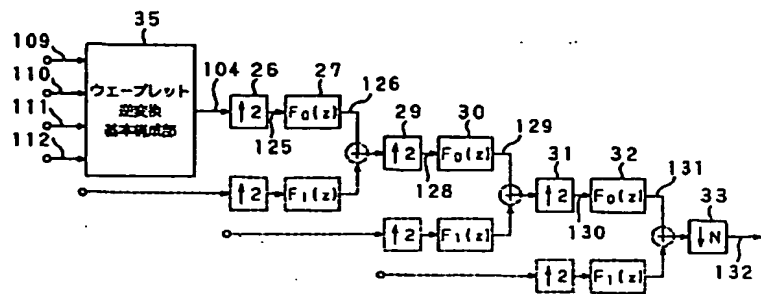 35
109
110
111
112
ウエーブレット
逆変換
基本構成部
104
26
↑2
125
27
F₀(z)
126
↑2
F₁(z)
29
↑2
128
30
F₀(z)
129
↑2
F₁(z)
31
↑2
130
32
F₀(z)
131
↑2
F₁(z)
33
↓N
132